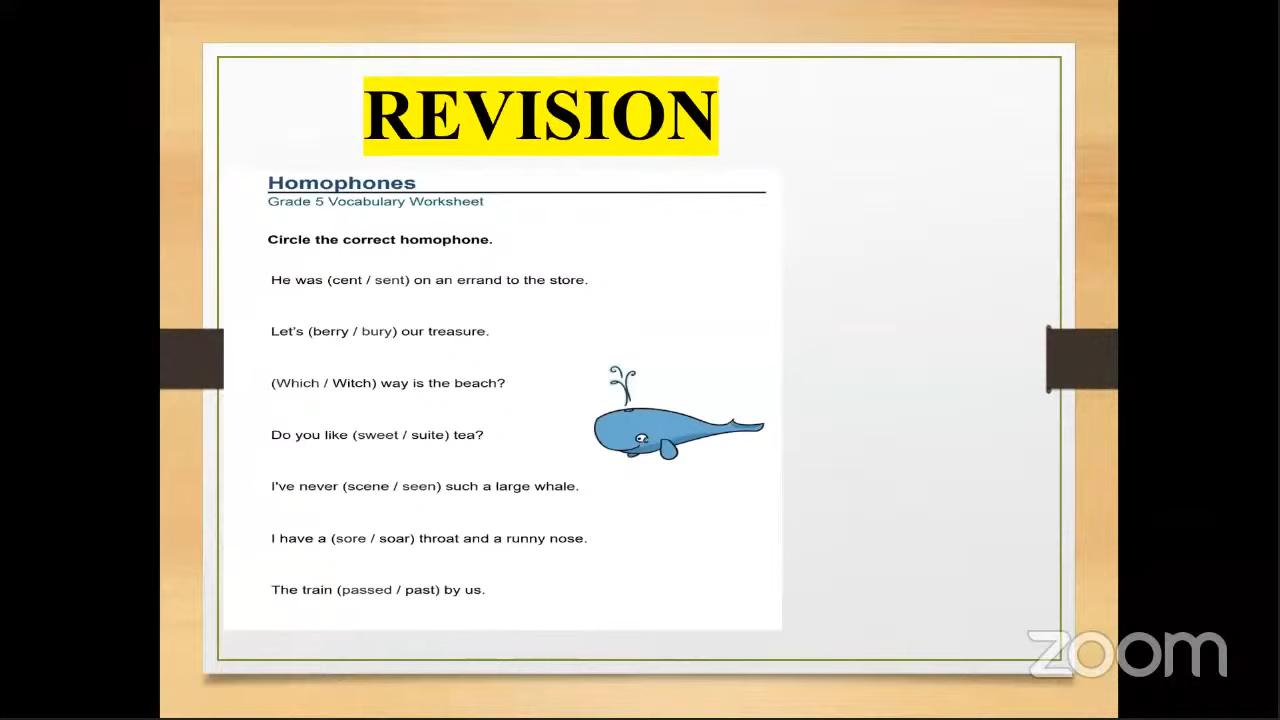 REVISION
Homophones
Grade 5 Vocabulary Worksheet
Circle the correct homophone.
He was (cent / sent) on an errand to the store.
Let's (berry / bury) our treasure.
(Which / Witch) way is the beach?
Do you like (sweet / suite) tea?
I've never (scene / seen) such a large whale.
I have a (sore / soar) throat and a runny nose.
The train (passed / past) by us.
zoom